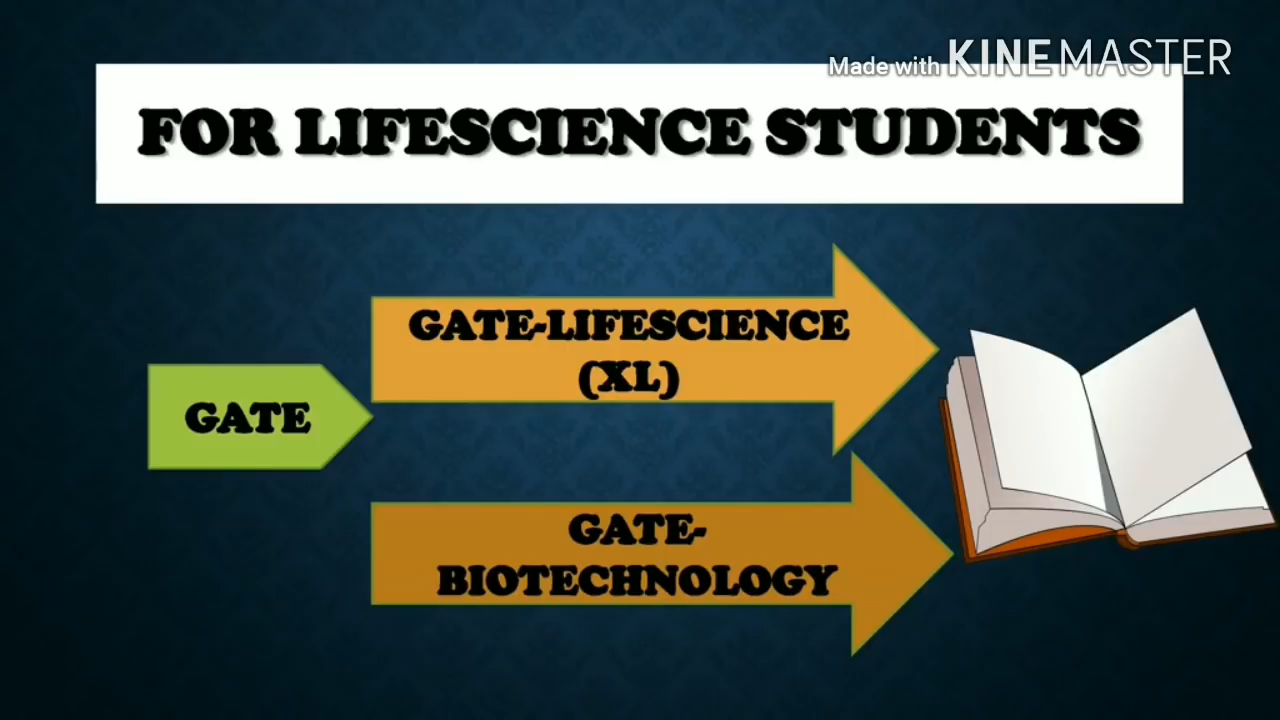 Made with KINEMASTER
FOR LIFESCIENCE STUDENTS
GATE
GATE-LIFESCIENCE
(XL)
GATE-
BIOTECHNOLOGY